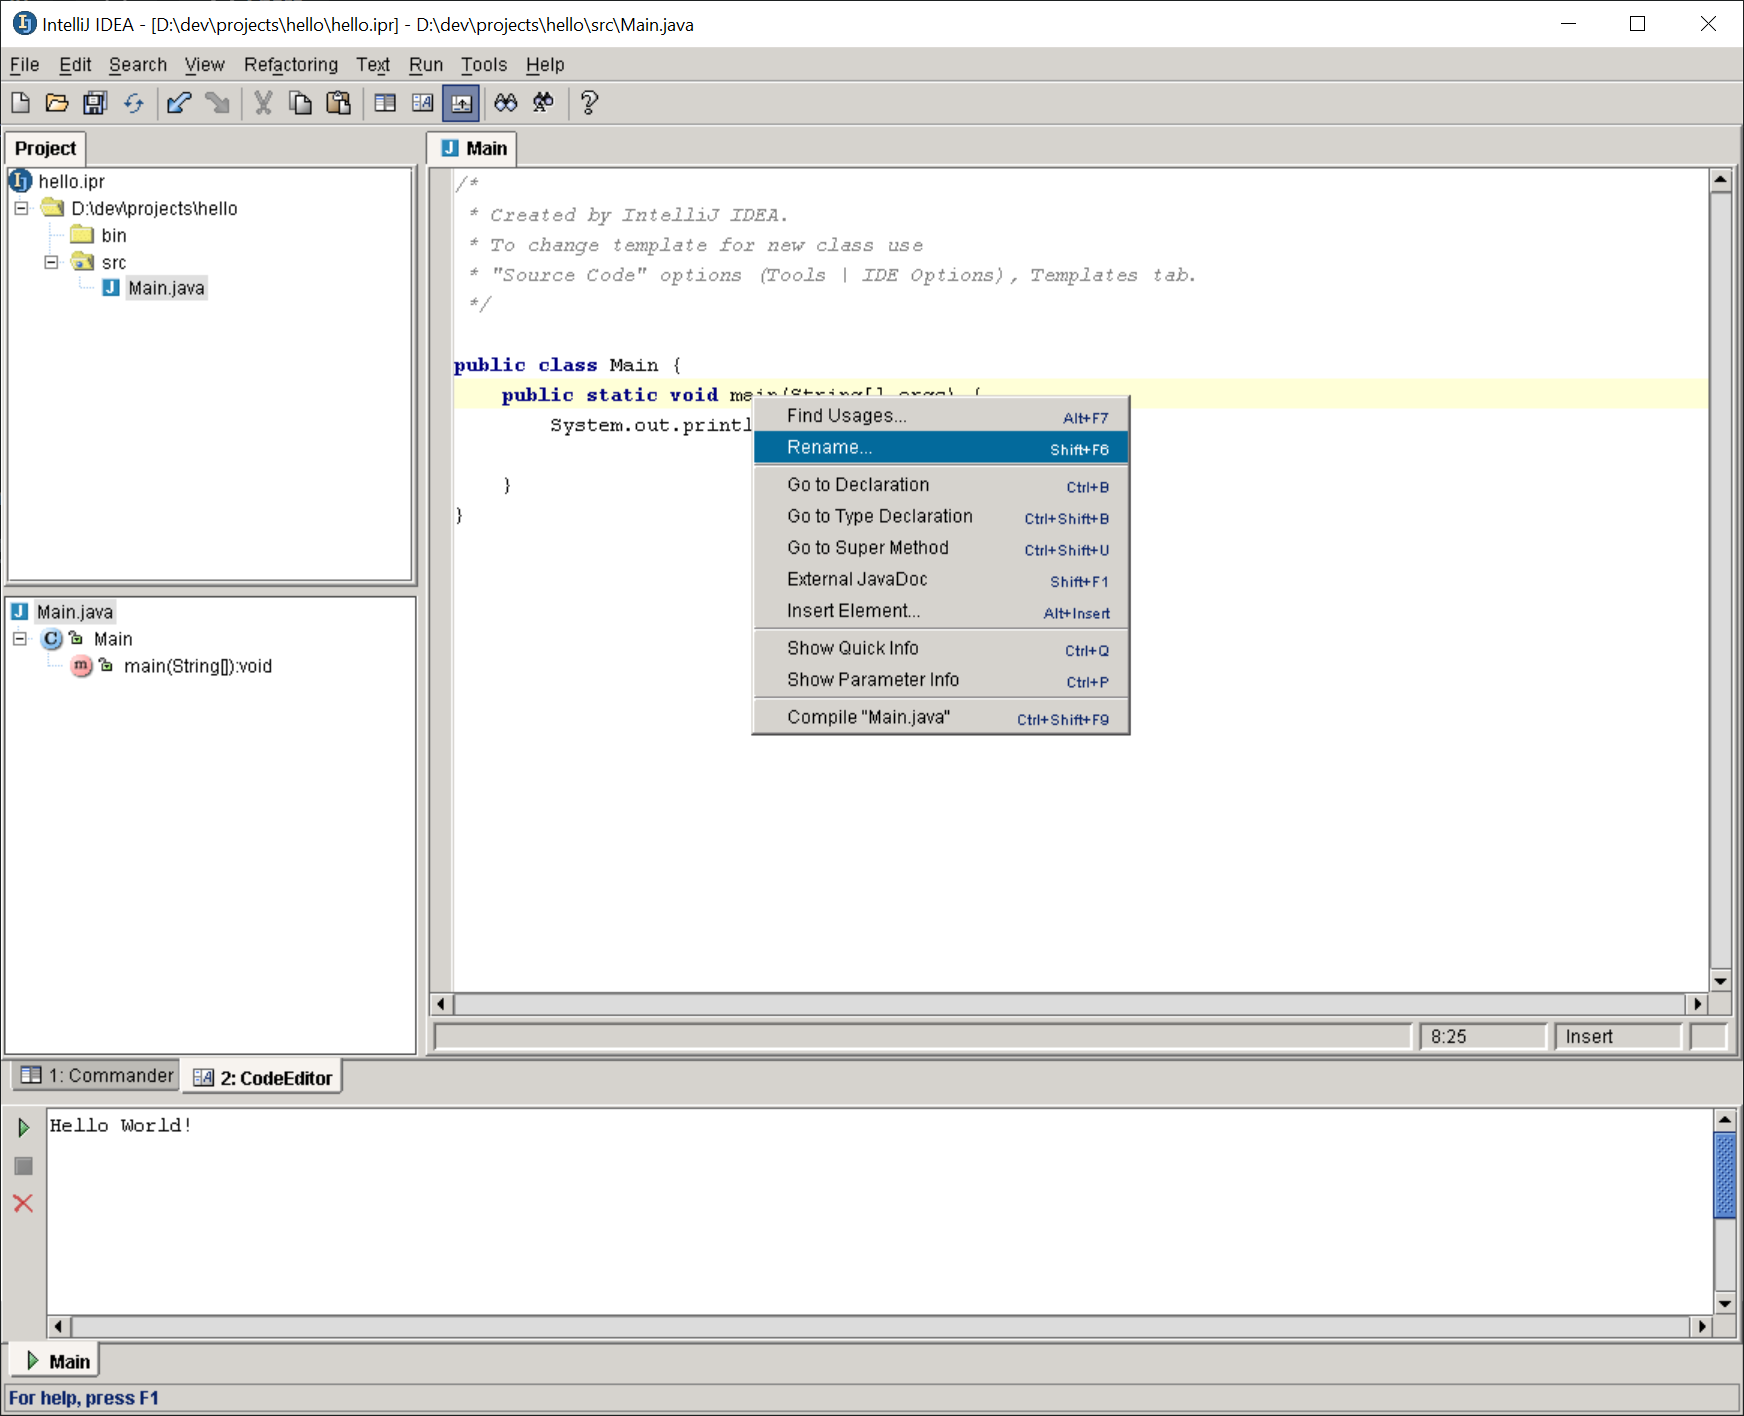 IntelliJ IDEA - [D:\dev\projects\hello\hello.ipr] - D:\dev\projects\hello\src\Main.java
File Edit Search View Refactoring Text Run Tools Help
Project
hello.ipr
D:\dev\projects\hello
bin
src
Main.java
Main.java
Main
main(String[]):void
Main
/*
* Created by IntelliJ IDEA.
* To change template for new class use
* "Source Code" options (Tools | IDE Options), Templates tab.
*/
public class Main {
public static void main(String[] args) {
System.out.printl
}
}
Find Usages... Alt+F7
Rename... Shift+F6
Go to Declaration Ctrl+B
Go to Type Declaration Ctrl+Shift+B
Go to Super Method Ctrl+Shift+U
External JavaDoc Shift+F1
Insert Element... Alt+Insert
Show Quick Info Ctrl+Q
Show Parameter Info Ctrl+P
Compile "Main.java" Ctrl+Shift+F9
8:25 Insert
1: Commander 2: CodeEditor
Hello World!
Main
For help, press F1